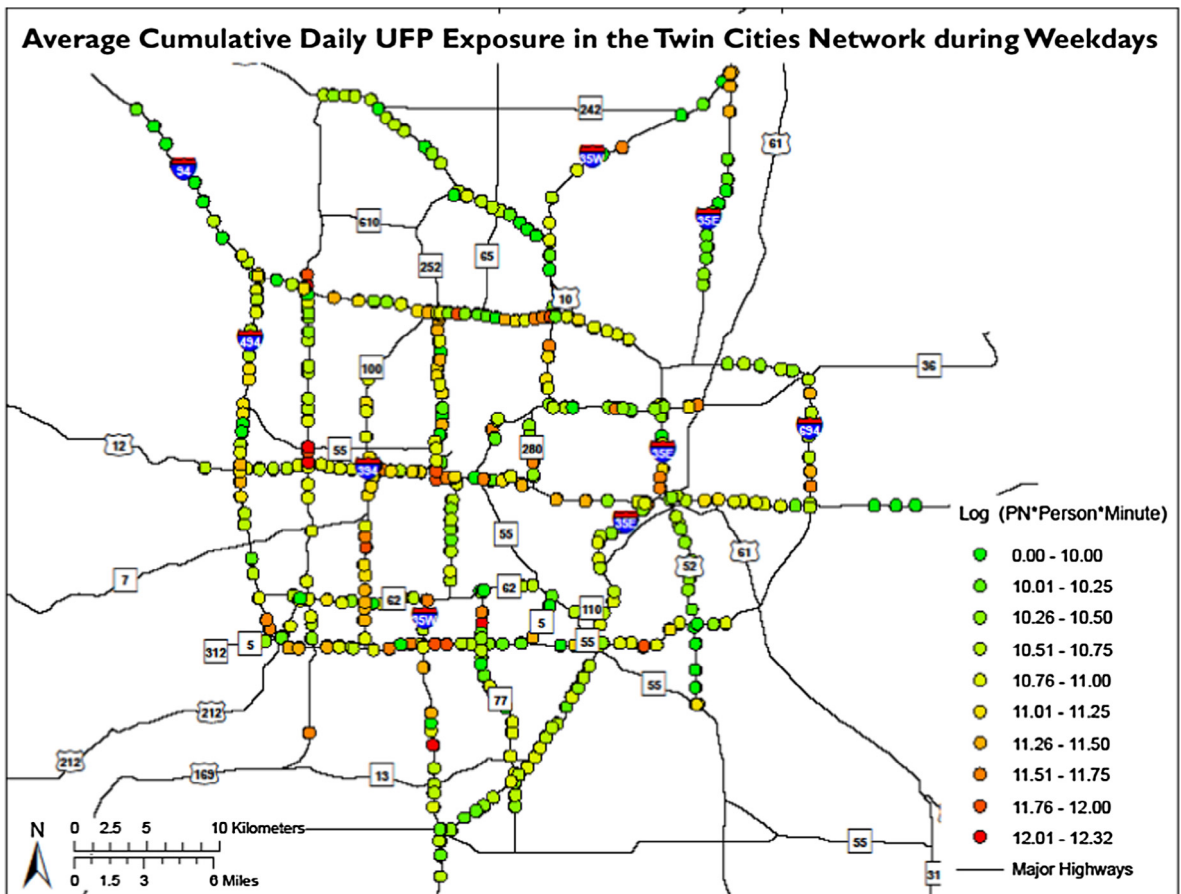 Average Cumulative Daily UFP Exposure in the Twin Cities Network during Weekdays
242
61
35W
94
35E
610
65
252
10
494
100
36
694
12
55
280
35E
394
35E
55
61
52
7
62
62
110
35W
5
55
312
5
55
77
212
212
169
13
55
31
Log (PN*Person*Minute)
0.00 - 10.00
10.01 - 10.25
10.26 - 10.50
10.51 - 10.75
10.76 - 11.00
11.01 - 11.25
11.26 - 11.50
11.51 - 11.75
11.76 - 12.00
12.01 - 12.32
Major Highways
N
0 2.5 5 10 Kilometers
0 1.5 3 6 Miles